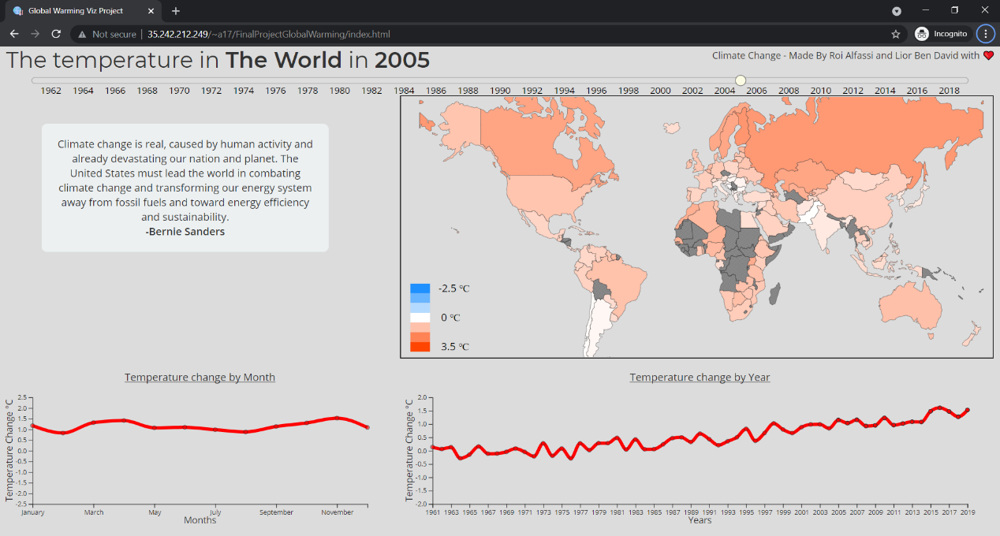 Global Warming Viz Project
Not secure | 35.242.212.249/~a17/FinalProjectGlobalWarming/index.html
Incognito
The temperature in The World in 2005
Climate Change - Made By Roi Alfassi and Lior Ben David with ❤
1962 1964 1966 1968 1970 1972 1974 1976 1978 1980 1982 1984 1986 1988 1990 1992 1994 1996 1998 2000 2002 2004 2006 2008 2010 2012 2014 2016 2018
Climate change is real, caused by human activity and
already devastating our nation and planet. The
United States must lead the world in combating
climate change and transforming our energy system
away from fossil fuels and toward energy efficiency
and sustainability.
-Bernie Sanders
-2.5 °C
0 °C
3.5 °C
Temperature change by Month
Temperature Change °C
2.5
2.0
1.5
1.0
0.5
0.0
-0.5
-1.0
-1.5
-2.0
-2.5
January March May July September November
Months
Temperature change by Year
Temperature Change °C
2.0
1.5
1.0
0.5
0.0
-0.5
-1.0
-1.5
-2.0
1961 1963 1965 1967 1969 1971 1973 1975 1977 1979 1981 1983 1985 1987 1989 1991 1993 1995 1997 1999 2001 2003 2005 2007 2009 2011 2013 2015 2017 2019
Years